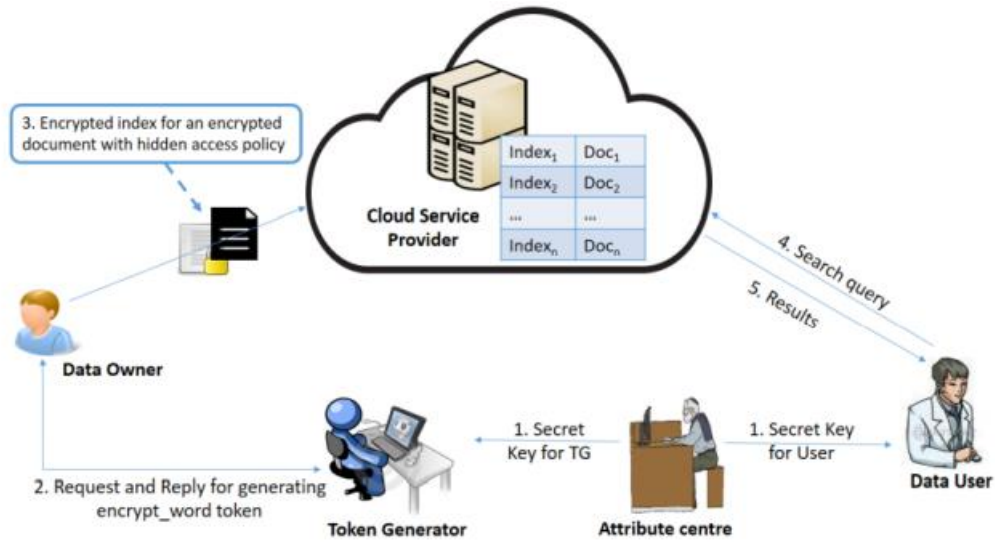 3. Encrypted index for an encrypted
document with hidden access policy
Index₁ Doc₁
Index₂ Doc₂
... ...
Indexₙ Docₙ
Cloud Service
Provider
4. Search query
5. Results
Data Owner
1. Secret
Key for TG
1. Secret Key
for User
Data User
2. Request and Reply for generating
encrypt_word token
Token Generator
Attribute centre